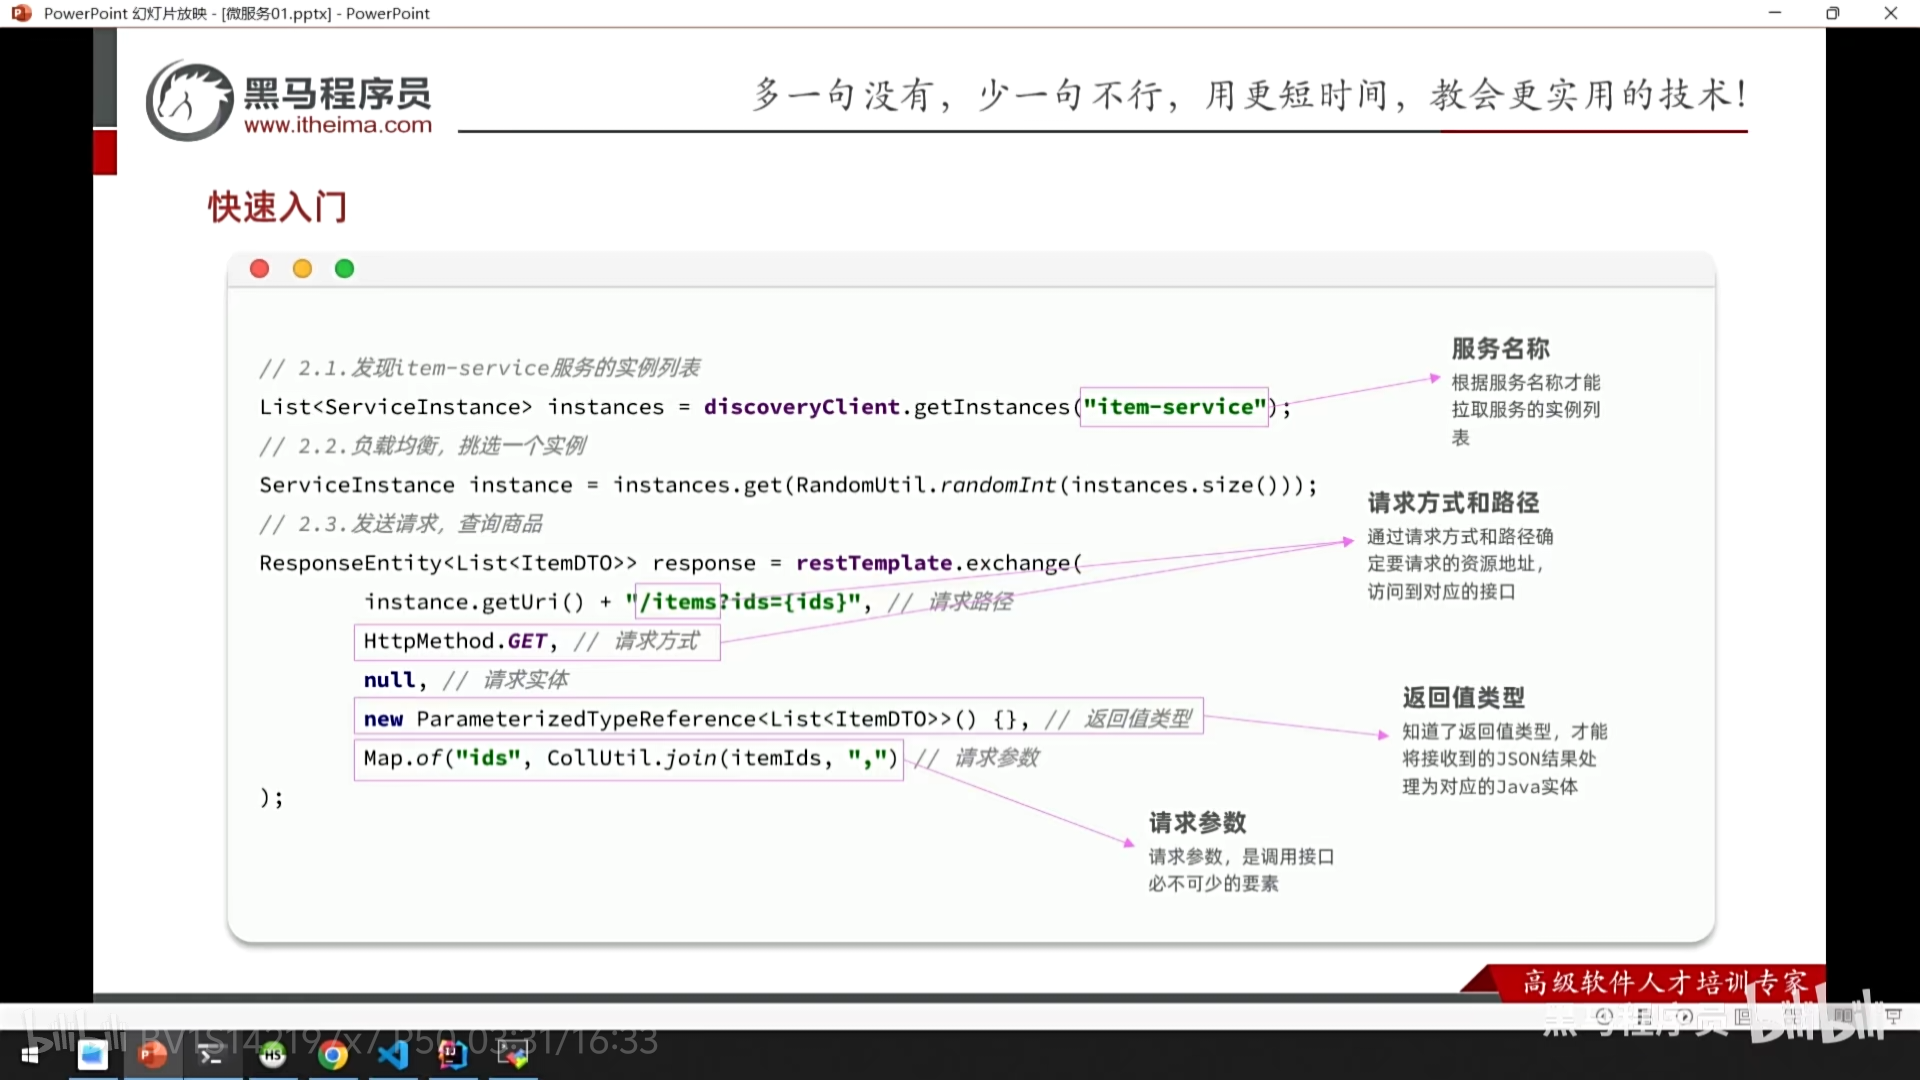 PowerPoint 幻灯片放映 - [微服务01.pptx] - PowerPoint
黑马程序员
www.itheima.com
多一句没有，少一句不行，用更短时间，教会更实用的技术！
快速入门
// 2.1.发现item-service服务的实例列表
List<ServiceInstance> instances = discoveryClient.getInstances("item-service");
// 2.2.负载均衡，挑选一个实例
ServiceInstance instance = instances.get(RandomUtil.randomInt(instances.size()));
// 2.3.发送请求，查询商品
ResponseEntity<List<ItemDTO>> response = restTemplate.exchange(
instance.getUri() + "/items?ids={ids}", // 请求路径
HttpMethod.GET, // 请求方式
null, // 请求实体
new ParameterizedTypeReference<List<ItemDTO>>() {}, // 返回值类型
Map.of("ids", CollUtil.join(itemIds, ",") // 请求参数
);
服务名称
根据服务名称才能
拉取服务的实例列
表
请求方式和路径
通过请求方式和路径确
定要请求的资源地址，
访问到对应的接口
返回值类型
知道了返回值类型，才能
将接收到的JSON结果处
理为对应的Java实体
请求参数
请求参数，是调用接口
必不可少的要素
高级软件人才培训专家
黑马程序员 bilibili
bilibili P50 03:31/16:33